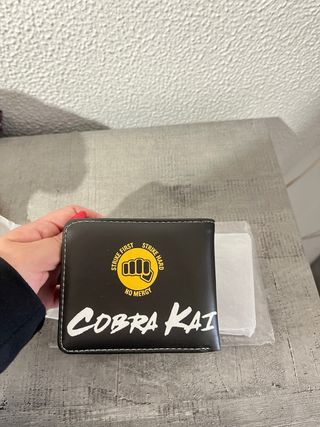 STRIKE FIRST STRIKE HARD
NO MERCY
COBRA KAI